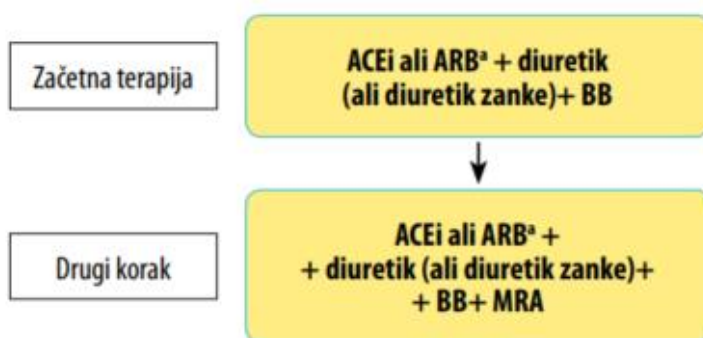 Začetna terapija
ACEi ali ARBᵃ + diuretik
(ali diuretik zanke)+ BB
Drugi korak
ACEi ali ARBᵃ +
+ diuretik (ali diuretik zanke)+
+ BB+ MRA